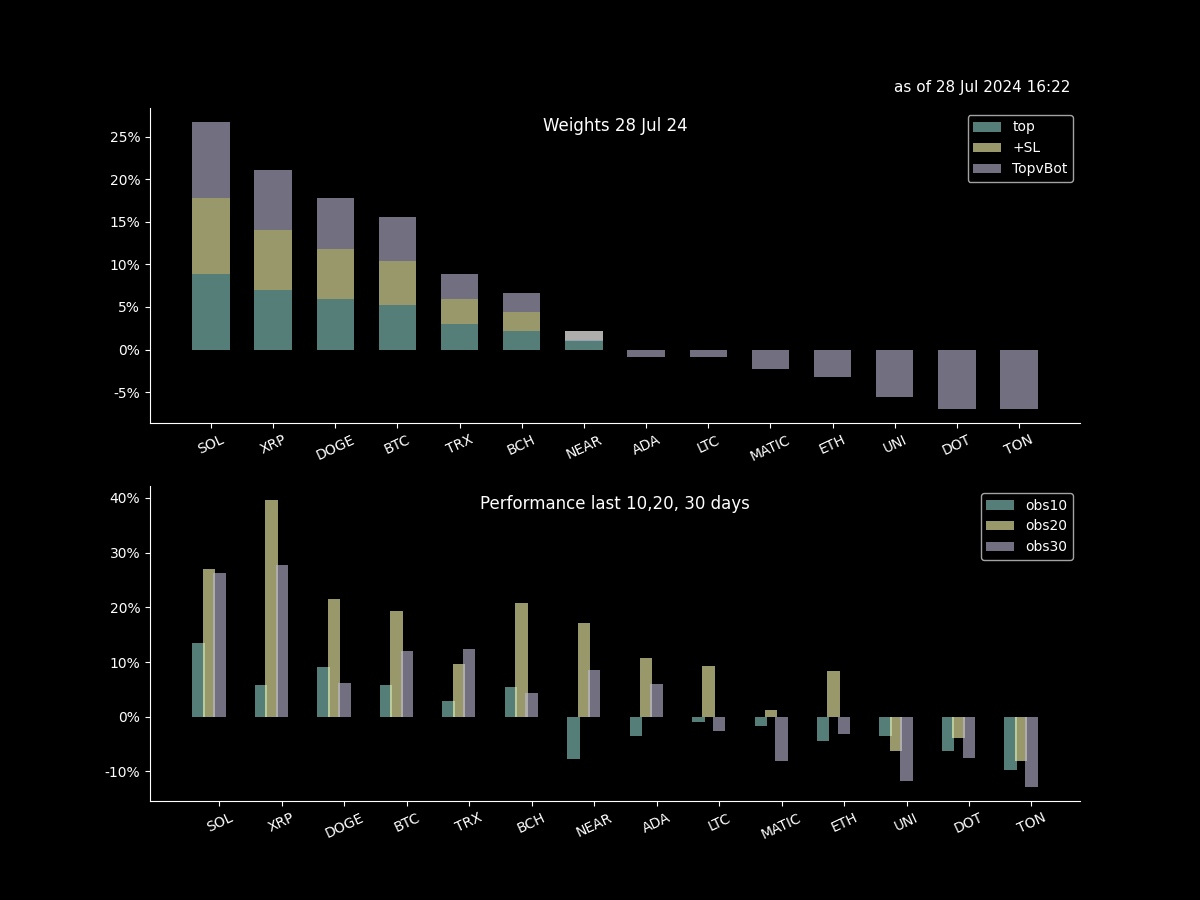 as of 28 Jul 2024 16:22
Weights 28 Jul 24
top
+SL
TopvBot
25%
20%
15%
10%
5%
0%
-5%
SOL XRP DOGE BTC TRX BCH NEAR ADA LTC MATIC ETH UNI DOT TON
Performance last 10,20, 30 days
obs10
obs20
obs30
40%
30%
20%
10%
0%
-10%
SOL XRP DOGE BTC TRX BCH NEAR ADA LTC MATIC ETH UNI DOT TON